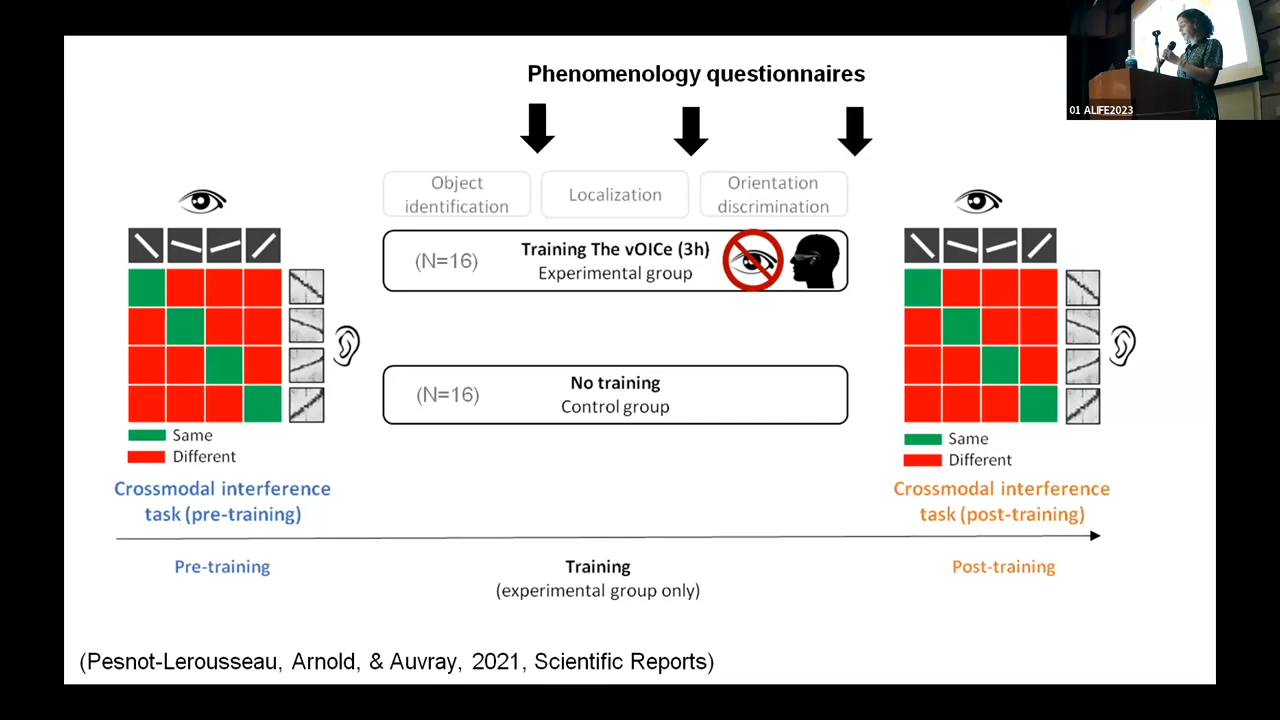 Phenomenology questionnaires
01 ALIFE2023
Object
identification
Localization
Orientation
discrimination
(N=16)
Training The vOICe (3h)
Experimental group
(N=16)
No training
Control group
Same
Different
Crossmodal interference
task (pre-training)
Same
Different
Crossmodal interference
task (post-training)
Pre-training
Training
(experimental group only)
Post-training
(Pesnot-Lerousseau, Arnold, & Auvray, 2021, Scientific Reports)